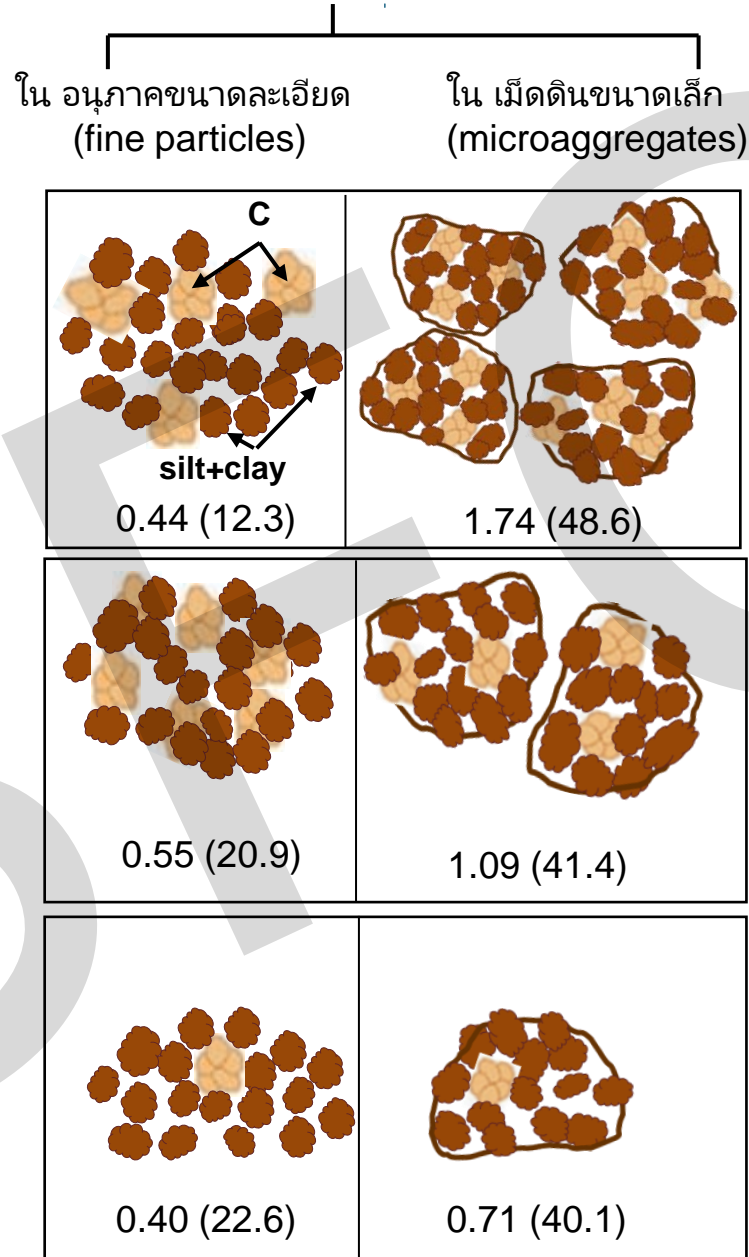 ใน อนุภาคขนาดละเอียด
(fine particles)
ใน เม็ดดินขนาดเล็ก
(microaggregates)
C
silt+clay
0.44 (12.3)
1.74 (48.6)
0.55 (20.9)
1.09 (41.4)
0.40 (22.6)
0.71 (40.1)